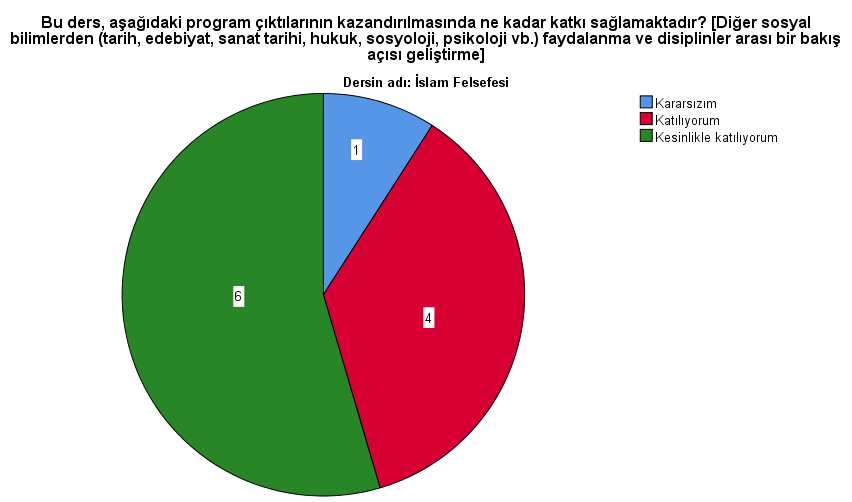 Bu ders, aşağıdaki program çıktılarının kazandırılmasında ne kadar katkı sağlamaktadır? [Diğer sosyal
bilimlerden (tarih, edebiyat, sanat tarihi, hukuk, sosyoloji, psikoloji vb.) faydalanma ve disiplinler arası bir bakış
açısı geliştirme]
Dersin adı: İslam Felsefesi
Kararsızım
Katılıyorum
Kesinlikle katılıyorum
1
6
4